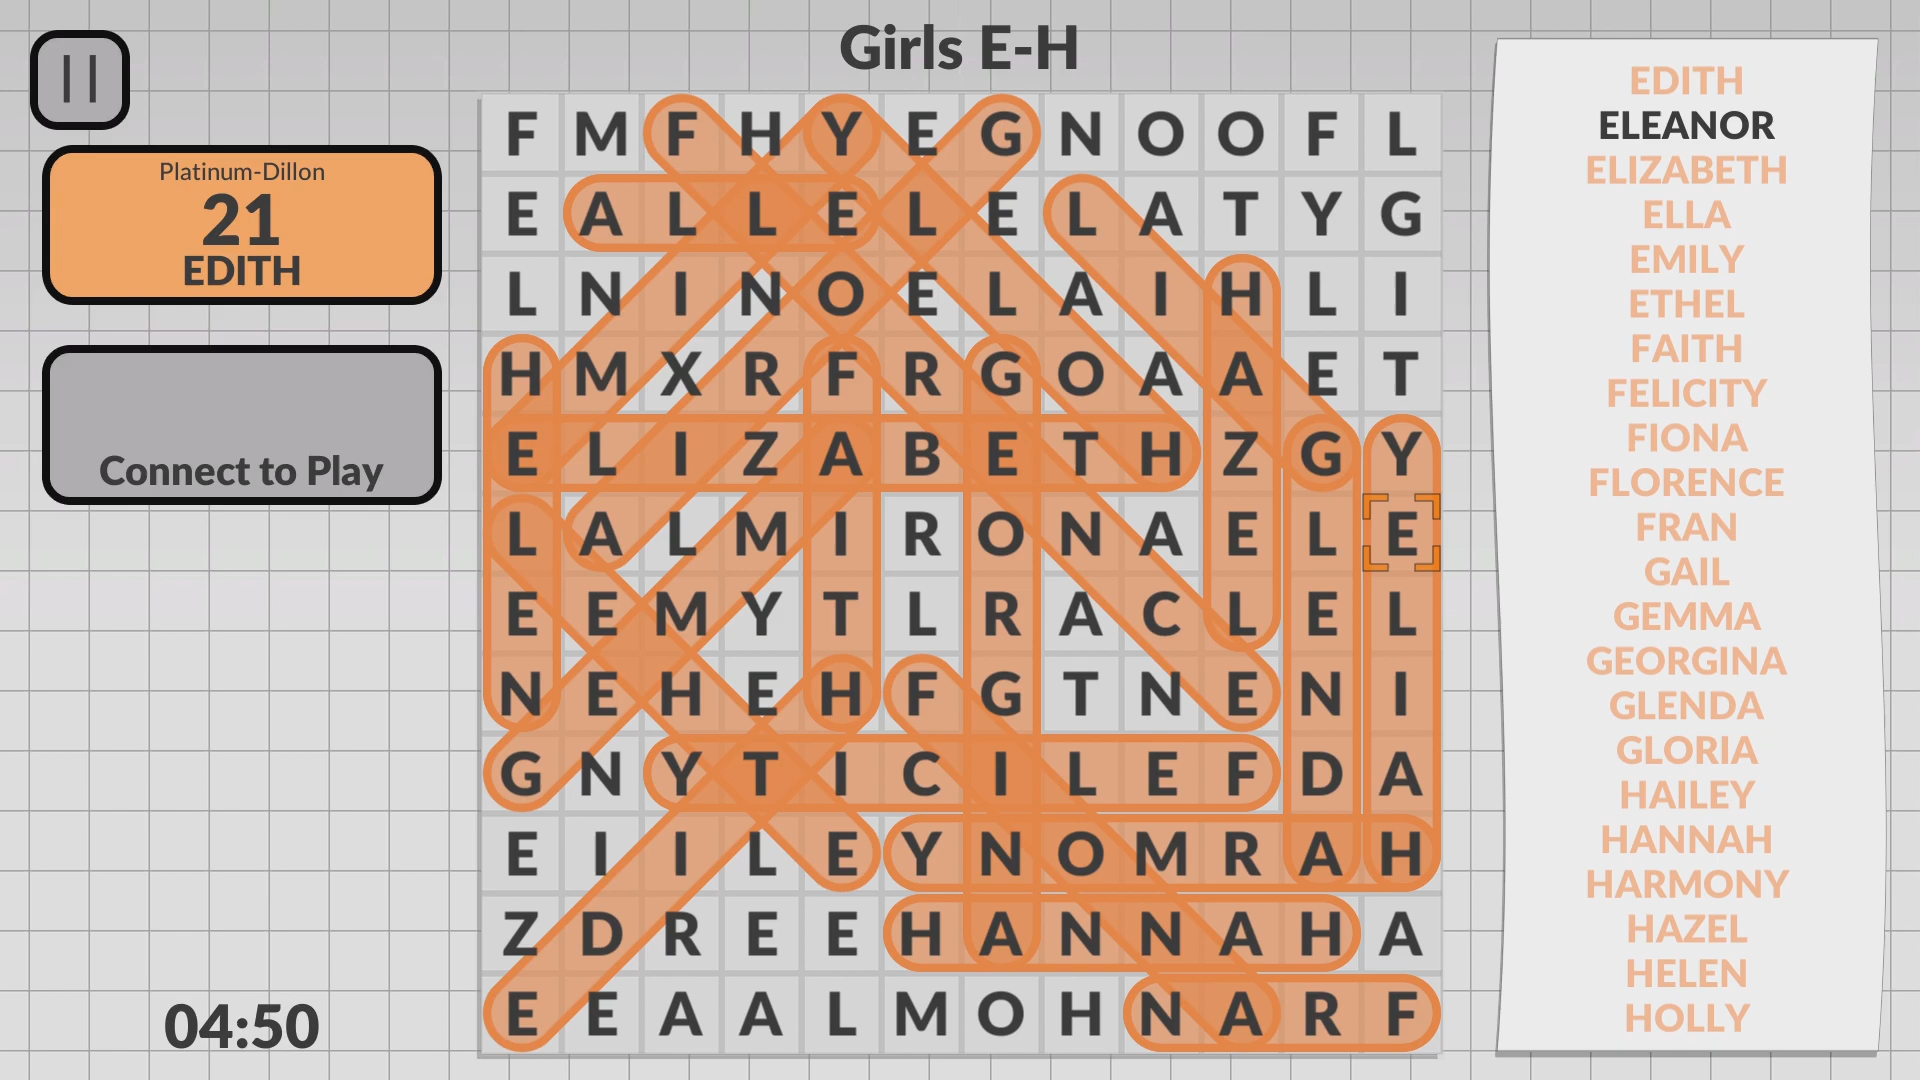 Girls E-H
Platinum-Dillon
21
EDITH
Connect to Play
04:50
F M F H Y E G N O O F L
E A L L E L E L A T Y G
L N I N O E L A I H L I
H M X R F R G O A A E T
E L I Z A B E T H Z G Y
L A L M I R O N A E L E
E E M Y T L R A C L E L
N E H E H F G T N E N I
G N Y T I C I L E F D A
E I I L E Y N O M R A H
Z D R E E H A N N A H A
E E A A L M O H N A R F
EDITH
ELEANOR
ELIZABETH
ELLA
EMILY
ETHEL
FAITH
FELICITY
FIONA
FLORENCE
FRAN
GAIL
GEMMA
GEORGINA
GLENDA
GLORIA
HAILEY
HANNAH
HARMONY
HAZEL
HELEN
HOLLY